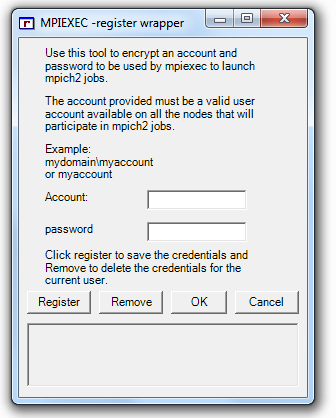 MPIEXEC -register wrapper
Use this tool to encrypt an account and
password to be used by mpiexec to launch
mpich2 jobs.
The account provided must be a valid user
account available on all the nodes that will
participate in mpich2 jobs.
Example:
mydomain\myaccount
or myaccount
Account:
password
Click register to save the credentials and
Remove to delete the credentials for the
current user.
Register Remove OK Cancel